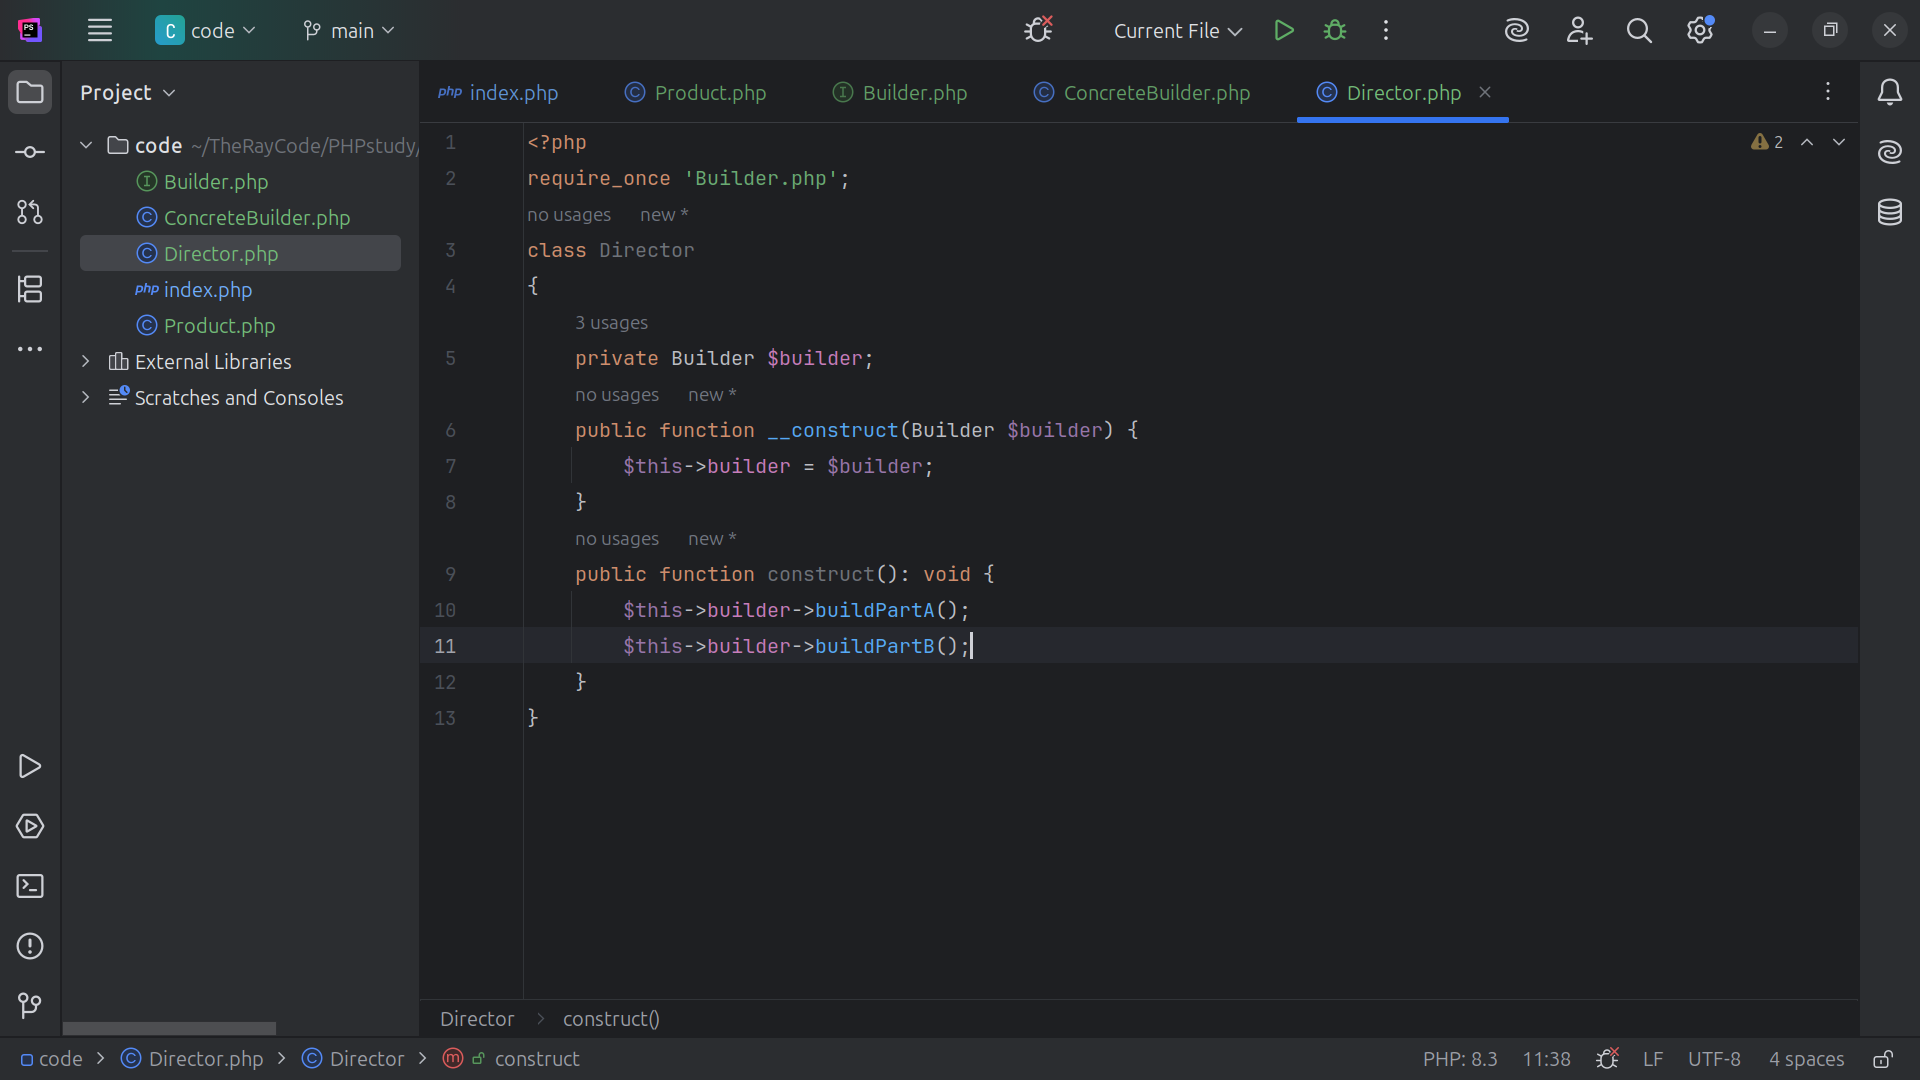 PS
C code main Current File
Project
index.php Product.php Builder.php ConcreteBuilder.php Director.php
code ~/TheRayCode/PHPstudy/
Builder.php
ConcreteBuilder.php
Director.php
php index.php
Product.php
External Libraries
Scratches and Consoles
2
1 <?php
2 require_once 'Builder.php';
no usages new *
3 class Director
4 {
3 usages
5 private Builder $builder;
no usages new *
6 public function __construct(Builder $builder) {
7 $this->builder = $builder;
8 }
no usages new *
9 public function construct(): void {
10 $this->builder->buildPartA();
11 $this->builder->buildPartB();
12 }
13 }
Director construct()
code Director.php Director construct PHP: 8.3 11:38 LF UTF-8 4 spaces